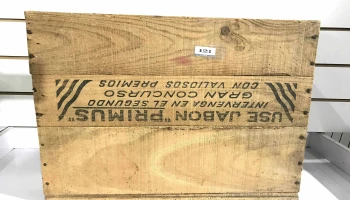 USE JABON "PRIMUS"
INTERVENGA EN EL SEGUNDO
GRAN CONCURSO
CON VALIOSOS PREMIOS